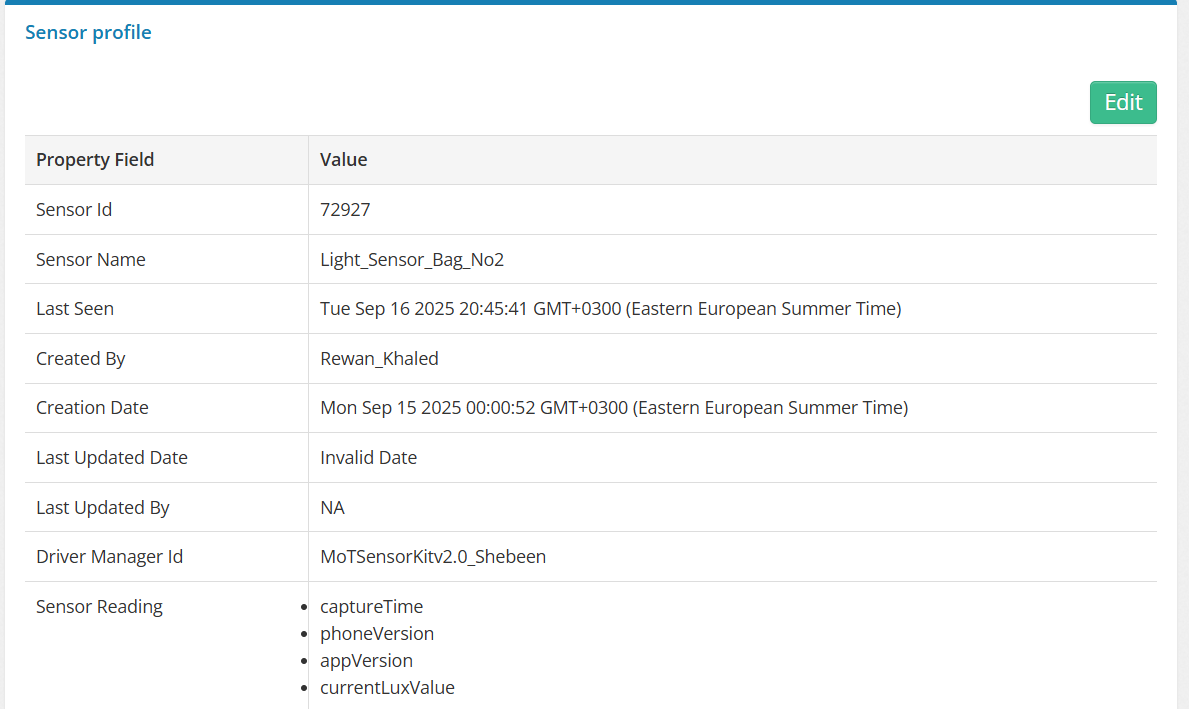 Sensor profile
Edit
Property Field Value
Sensor Id 72927
Sensor Name Light_Sensor_Bag_No2
Last Seen Tue Sep 16 2025 20:45:41 GMT+0300 (Eastern European Summer Time)
Created By Rewan_Khaled
Creation Date Mon Sep 15 2025 00:00:52 GMT+0300 (Eastern European Summer Time)
Last Updated Date Invalid Date
Last Updated By NA
Driver Manager Id MoTSensorKitv2.0_Shebeen
Sensor Reading • captureTime
• phoneVersion
• appVersion
• currentLuxValue